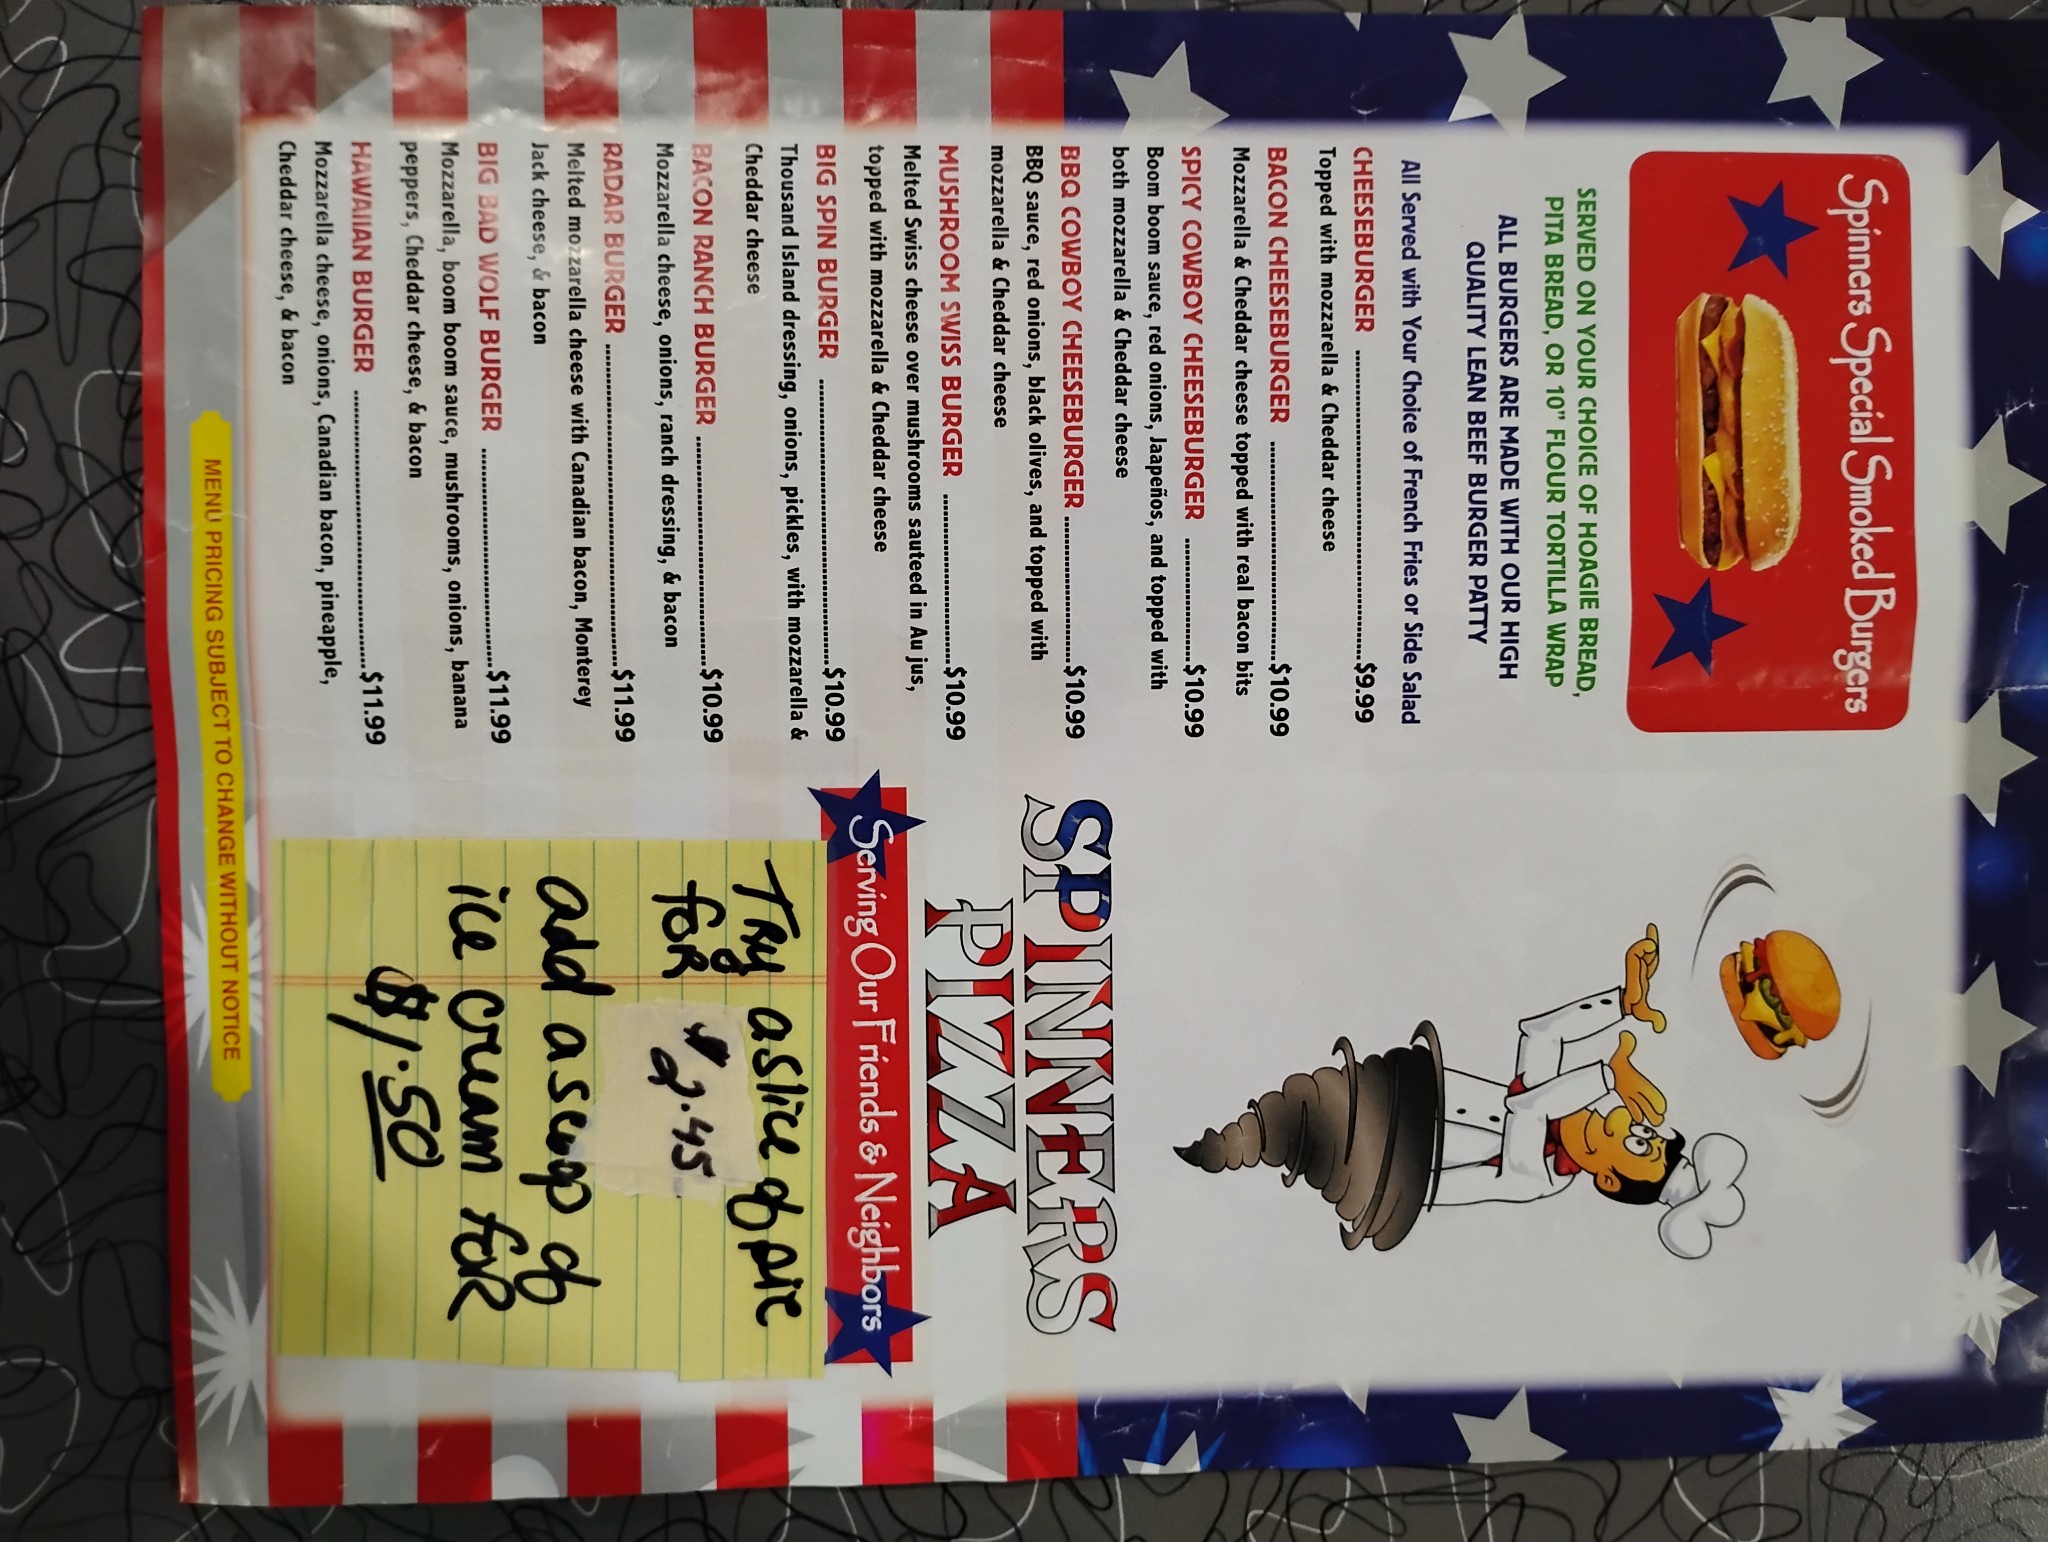 Spinners Special Smoked Burgers
SERVED ON YOUR CHOICE OF HOAGIE BREAD,
PITA BREAD, OR 10" FLOUR TORTILLA WRAP
ALL BURGERS ARE MADE WITH OUR HIGH
QUALITY LEAN BEEF BURGER PATTY
All Served with Your Choice of French Fries or Side Salad
CHEESEBURGER ........ $9.99
Topped with mozzarella & Cheddar cheese
BACON CHEESEBURGER ........ $10.99
Mozzarella & Cheddar cheese topped with real bacon bits
SPICY COWBOY CHEESEBURGER ........ $10.99
Boom boom sauce, red onions, Jaapeños, and topped with
both mozzarella & Cheddar cheese
BBQ COWBOY CHEESEBURGER ........ $10.99
BBQ sauce, red onions, black olives, and topped with
mozzarella & Cheddar cheese
MUSHROOM SWISS BURGER ........ $10.99
Melted Swiss cheese over mushrooms sauteed in Au jus,
topped with mozzarella & Cheddar cheese
BIG SPIN BURGER ........ $10.99
Thousand Island dressing, onions, pickles, with mozzarella &
Cheddar cheese
BACON RANCH BURGER ........ $10.99
Mozzarella cheese, onions, ranch dressing, & bacon
RADAR BURGER ........ $11.99
Melted mozzarella cheese with Canadian bacon, Monterey
Jack cheese, & bacon
BIG BAD WOLF BURGER ........ $11.99
Mozzarella, boom boom sauce, mushrooms, onions, banana
peppers, Cheddar cheese, & bacon
HAWAIIAN BURGER ........ $11.99
Mozzarella cheese, onions, Canadian bacon, pineapple,
Cheddar cheese, & bacon
SPINNERS
PIZZA
Serving Our Friends & Neighbors
Try a slice of pie
for $2.45
add a scoop of
ice cream for
$1.50
MENU PRICING SUBJECT TO CHANGE WITHOUT NOTICE